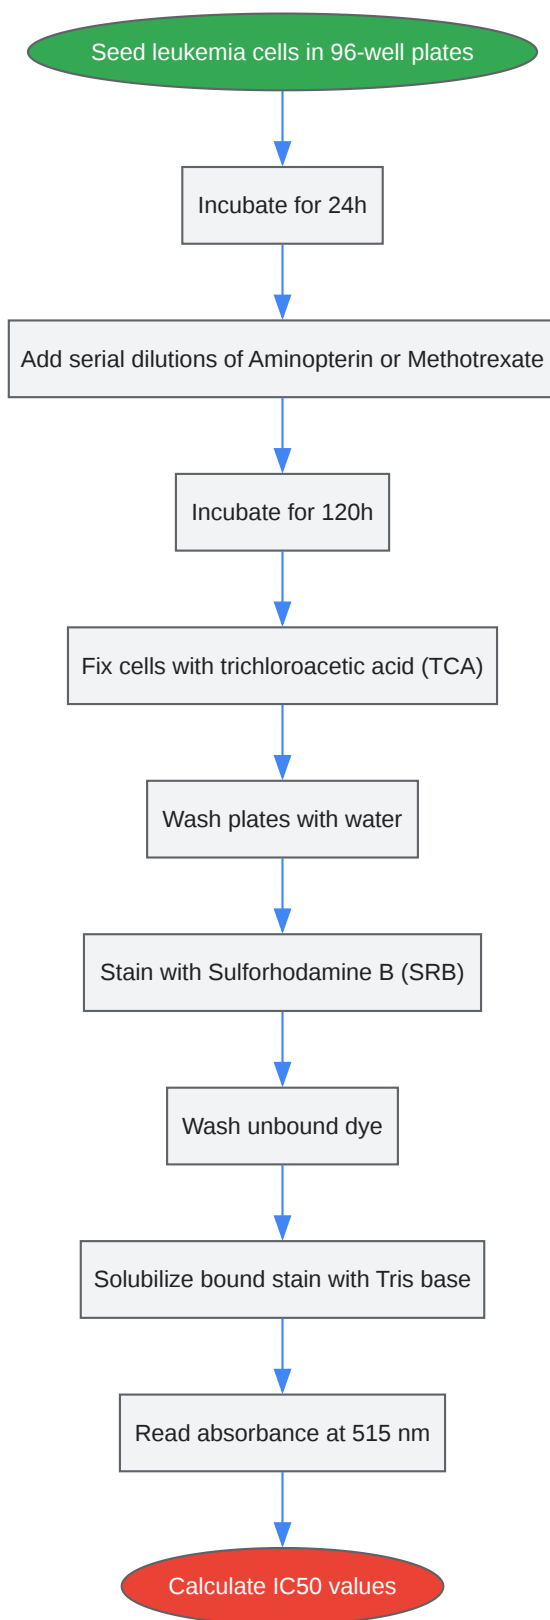 Seed leukemia cells in 96-well plates
Incubate for 24h
Add serial dilutions of Aminopterin or Methotrexate
Incubate for 120h
Fix cells with trichloroacetic acid (TCA)
Wash plates with water
Stain with Sulforhodamine B (SRB)
Wash unbound dye
Solubilize bound stain with Tris base
Read absorbance at 515 nm
Calculate IC50 values